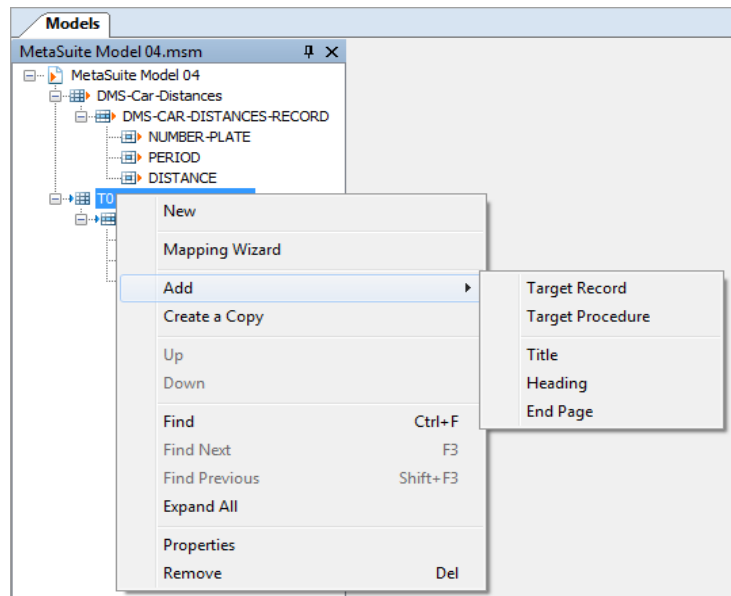 Models
MetaSuite Model 04.msm
MetaSuite Model 04
DMS-Car-Distances
DMS-CAR-DISTANCES-RECORD
NUMBER-PLATE
PERIOD
DISTANCE
T0
New
Mapping Wizard
Add
Target Record
Create a Copy
Target Procedure
Up
Title
Down
Heading
Find Ctrl+F
End Page
Find Next F3
Find Previous Shift+F3
Expand All
Properties
Remove Del